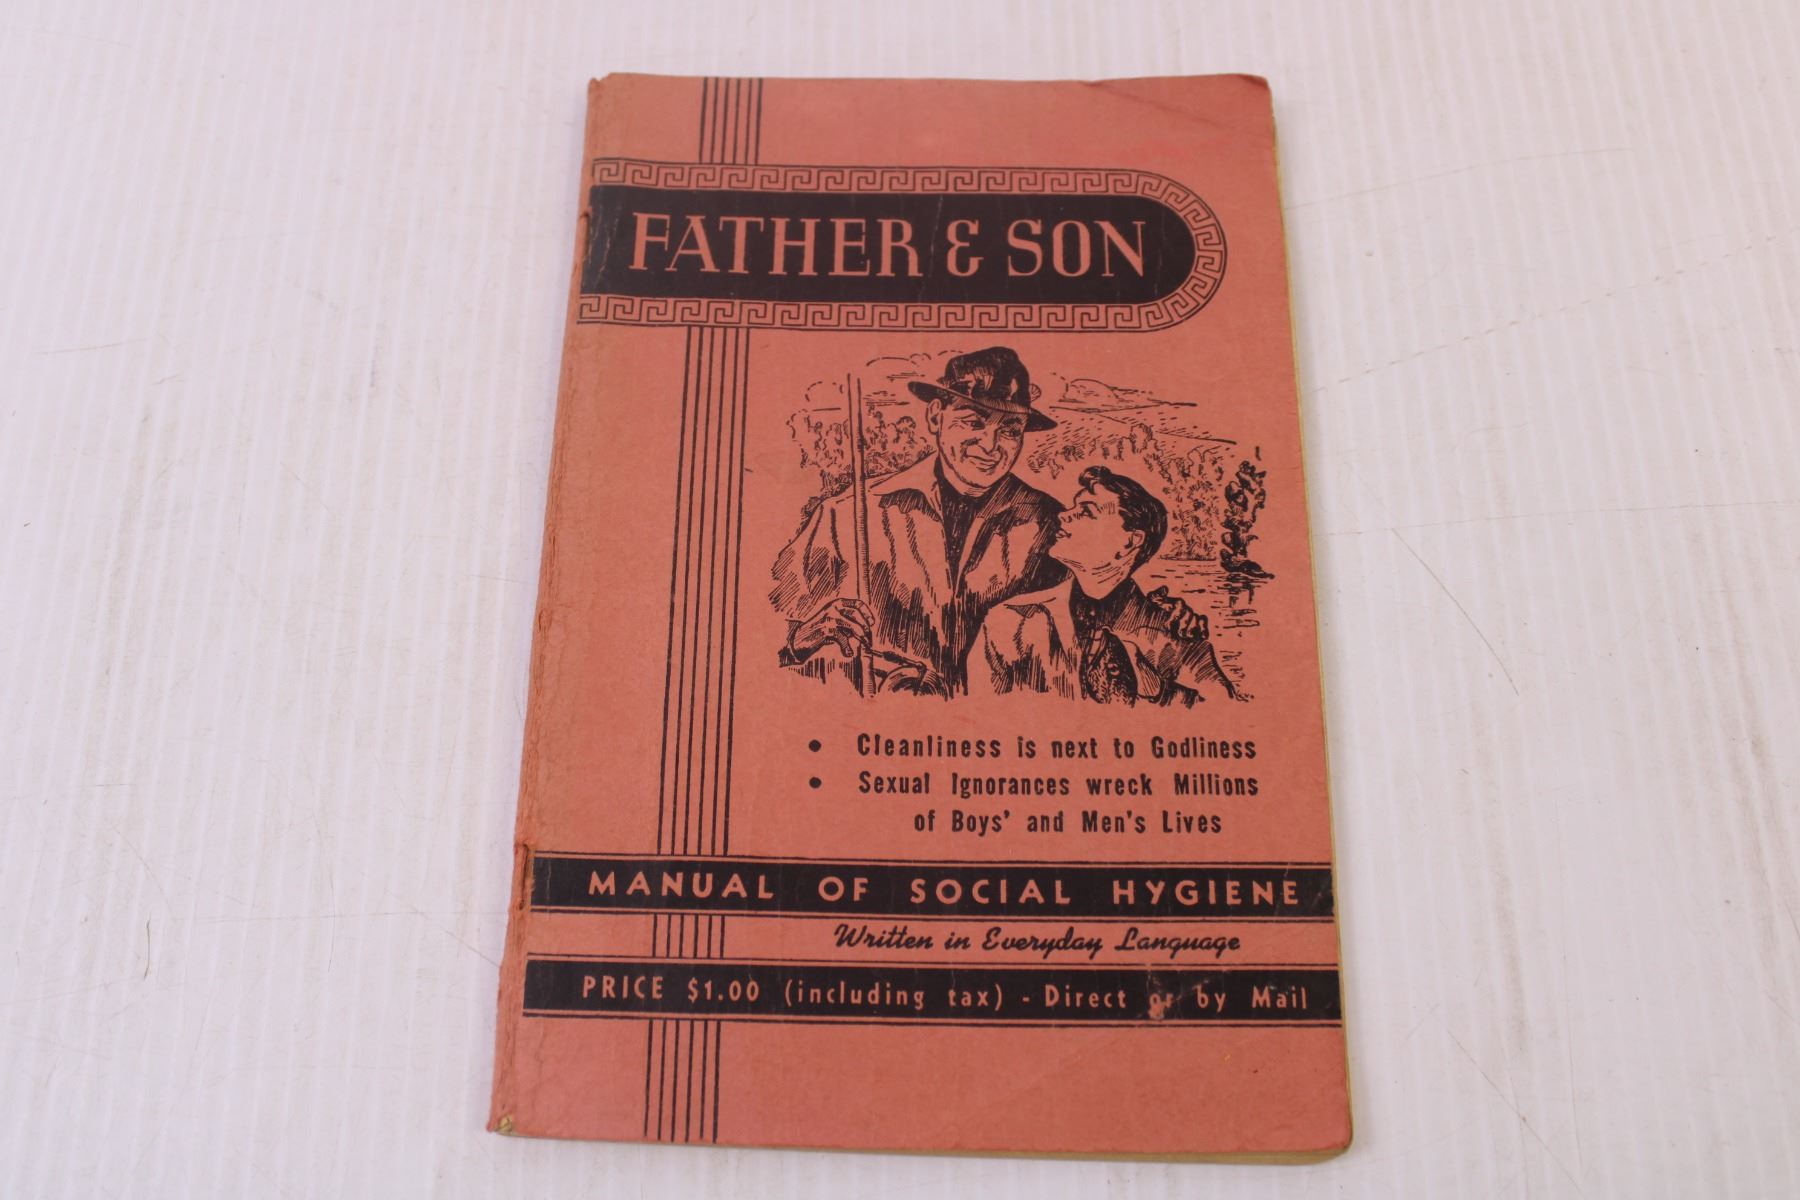 FATHER & SON
• Cleanliness is next to Godliness
• Sexual Ignorances wreck Millions
of Boys' and Men's Lives
MANUAL OF SOCIAL HYGIENE
Written in Everyday Language
PRICE $1.00 (including tax) - Direct or by Mail